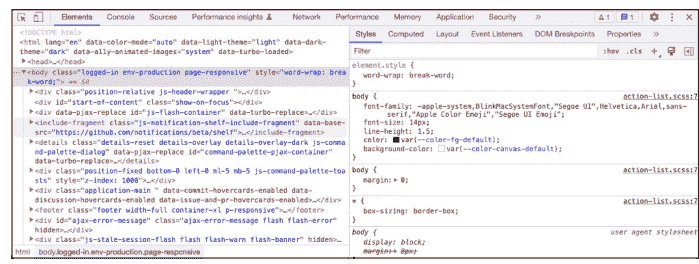 Elements Console Sources Performance insights Network Performance Memory Application Security » 1 1
<!DOCTYPE html>
<html lang="en" data-color-mode="auto" data-light-theme="light" data-dark-
theme="dark" data-a11y-animated-images="system" data-turbo-loaded>
▶<head>…</head>
…▼<body class="logged-in env-production page-responsive" style="word-wrap: brea
k-word;"> == $0
▶<div class="position-relative js-header-wrapper ">…</div>
<div id="start-of-content" class="show-on-focus"></div>
▶<div data-pjax-replace id="js-flash-container" data-turbo-replace>…</div>
▶<include-fragment class="js-notification-shelf-include-fragment" data-base-
src="https://github.com/notifications/beta/shelf">…</include-fragment>
▶<details class="details-reset details-overlay details-overlay-dark js-comma
nd-palette-dialog" data-pjax-replace id="command-palette-pjax-container"
data-turbo-replace>…</details>
▶<div class="position-fixed bottom-0 left-0 ml-5 mb-5 js-command-palette-toa
sts" style="z-index: 1000">…</div>
▶<div class="application-main " data-commit-hovercards-enabled data-
discussion-hovercards-enabled data-issue-and-pr-hovercards-enabled>…
▶<footer class="footer width-full container-xl p-responsive">…</footer>
▶<div id="ajax-error-message" class="ajax-error-message flash flash-error"
hidden>…</div>
▶<div class="js-stale-session-flash flash flash-warn flash-banner" hidden>…
html body.logged-in.env-production.page-responsive
Styles Computed Layout Event Listeners DOM Breakpoints Properties »
Filter :hov .cls +
element.style {
word-wrap: break-word;
}
body { action-list.scss:7
font-family: -apple-system,BlinkMacSystemFont,"Segoe UI",Helvetica,Arial,sans-
serif,"Apple Color Emoji","Segoe UI Emoji";
font-size: 14px;
line-height: 1.5;
color: var(--color-fg-default);
background-color: var(--color-canvas-default);
}
body { action-list.scss:7
margin:▶ 0;
}
* { action-list.scss:7
box-sizing: border-box;
}
body { user agent stylesheet
display: block;
margin:▶ 8px;